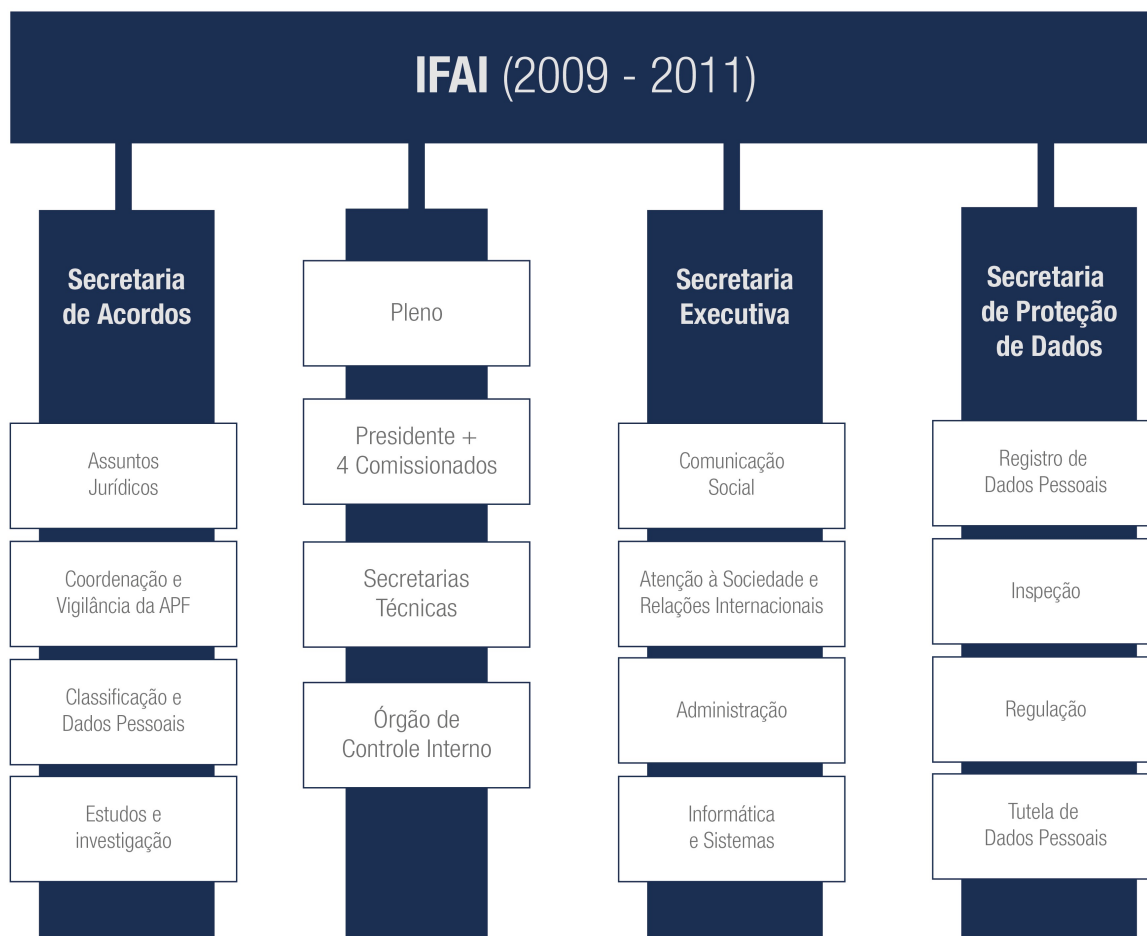 IFAI (2009 - 2011)
Secretaria
de Acordos
Assuntos
Jurídicos
Coordenação e
Vigilância da APF
Classificação e
Dados Pessoais
Estudos e
investigação
Pleno
Presidente +
4 Comissionados
Secretarias
Técnicas
Órgão de
Controle Interno
Secretaria
Executiva
Comunicação
Social
Atenção à Sociedade e
Relações Internacionais
Administração
Informática
e Sistemas
Secretaria
de Proteção
de Dados
Registro de
Dados Pessoais
Inspeção
Regulação
Tutela de
Dados Pessoais